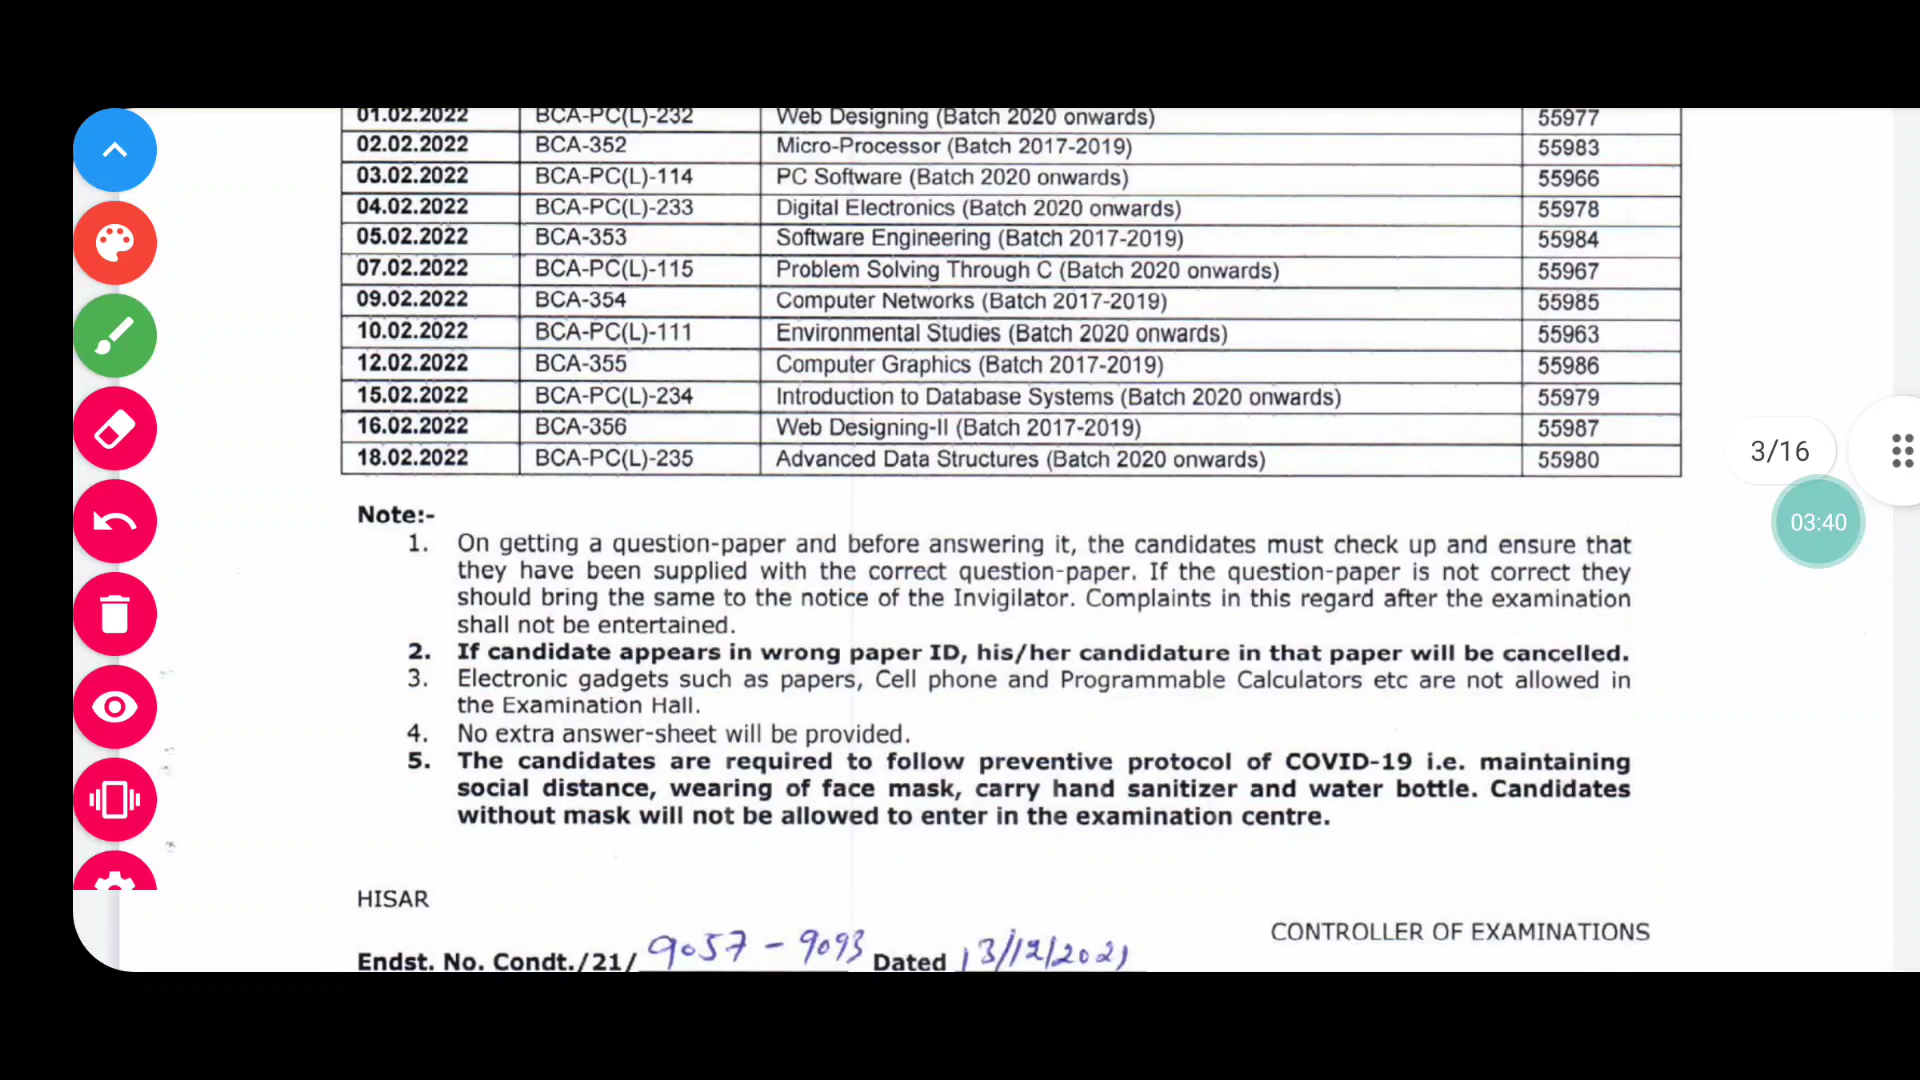 01.02.2022 BCA-PC(L)-232 Web Designing (Batch 2020 onwards) 55977
02.02.2022 BCA-352 Micro-Processor (Batch 2017-2019) 55983
03.02.2022 BCA-PC(L)-114 PC Software (Batch 2020 onwards) 55966
04.02.2022 BCA-PC(L)-233 Digital Electronics (Batch 2020 onwards) 55978
05.02.2022 BCA-353 Software Engineering (Batch 2017-2019) 55984
07.02.2022 BCA-PC(L)-115 Problem Solving Through C (Batch 2020 onwards) 55967
09.02.2022 BCA-354 Computer Networks (Batch 2017-2019) 55985
10.02.2022 BCA-PC(L)-111 Environmental Studies (Batch 2020 onwards) 55963
12.02.2022 BCA-355 Computer Graphics (Batch 2017-2019) 55986
15.02.2022 BCA-PC(L)-234 Introduction to Database Systems (Batch 2020 onwards) 55979
16.02.2022 BCA-356 Web Designing-II (Batch 2017-2019) 55987
18.02.2022 BCA-PC(L)-235 Advanced Data Structures (Batch 2020 onwards) 55980
3/16
03:40
Note:-
1. On getting a question-paper and before answering it, the candidates must check up and ensure that
they have been supplied with the correct question-paper. If the question-paper is not correct they
should bring the same to the notice of the Invigilator. Complaints in this regard after the examination
shall not be entertained.
2. If candidate appears in wrong paper ID, his/her candidature in that paper will be cancelled.
3. Electronic gadgets such as papers, Cell phone and Programmable Calculators etc are not allowed in
the Examination Hall.
4. No extra answer-sheet will be provided.
5. The candidates are required to follow preventive protocol of COVID-19 i.e. maintaining
social distance, wearing of face mask, carry hand sanitizer and water bottle. Candidates
without mask will not be allowed to enter in the examination centre.
HISAR
CONTROLLER OF EXAMINATIONS
Endst. No. Condt./21/ 9057 - 9093 Dated 13/12/2021